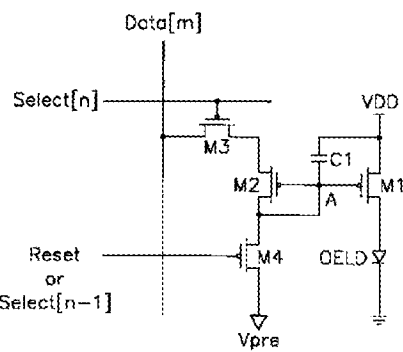 Data[m]
Select[n]
VDD
M3
C1
M2
M1
A
Reset
or
Select[n-1]
M4
OELD
Vpre